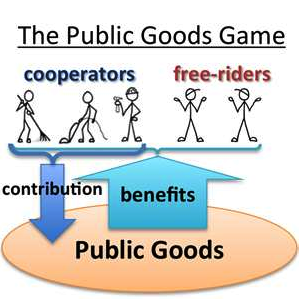 The Public Goods Game
cooperators free-riders
contribution
benefits
Public Goods